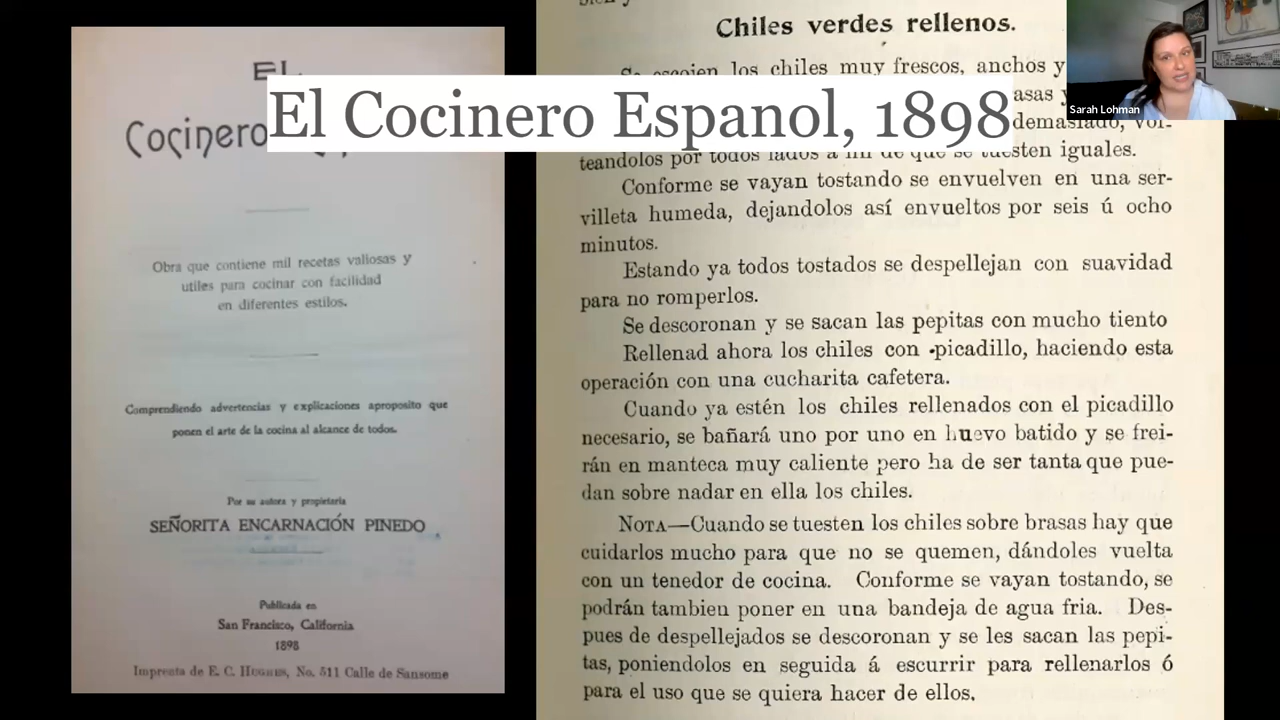 EL
Cocinero
Obra que contiene mil recetas valiosas y
utiles para cocinar con facilidad
en diferentes estilos.
Comprendiendo advertencias y explicaciones aproposito que
ponen el arte de la cocina al alcance de todos.
Por su autora y propietaria
SEÑORITA ENCARNACIÓN PINEDO
Publicada en
San Francisco, California
1898
Imprenta de E. C. HUGHES, No. 511 Calle de Sansome
El Cocinero Espanol, 1898
Chiles verdes rellenos.
Se escojen los chiles muy frescos, anchos y
asas y
demasiado, vol-
teandolos por todos lados a fin de que se tuesten iguales.
Conforme se vayan tostando se envuelven en una ser-
villeta humeda, dejandolos así envueltos por seis ú ocho
minutos.
Estando ya todos tostados se despellejan con suavidad
para no romperlos.
Se descoronan y se sacan las pepitas con mucho tiento
Rellenad ahora los chiles con picadillo, haciendo esta
operación con una cucharita cafetera.
Cuando ya estén los chiles rellenados con el picadillo
necesario, se bañará uno por uno en huevo batido y se frei-
rán en manteca muy caliente pero ha de ser tanta que pue-
dan sobre nadar en ella los chiles.
NOTA—Cuando se tuesten los chiles sobre brasas hay que
cuidarlos mucho para que no se quemen, dándoles vuelta
con un tenedor de cocina. Conforme se vayan tostando, se
podrán tambien poner en una bandeja de agua fria. Des-
pues de despellejados se descoronan y se les sacan las pepi-
tas, poniendolos en seguida á escurrir para rellenarlos ó
para el uso que se quiera hacer de ellos.
Sarah Lohman